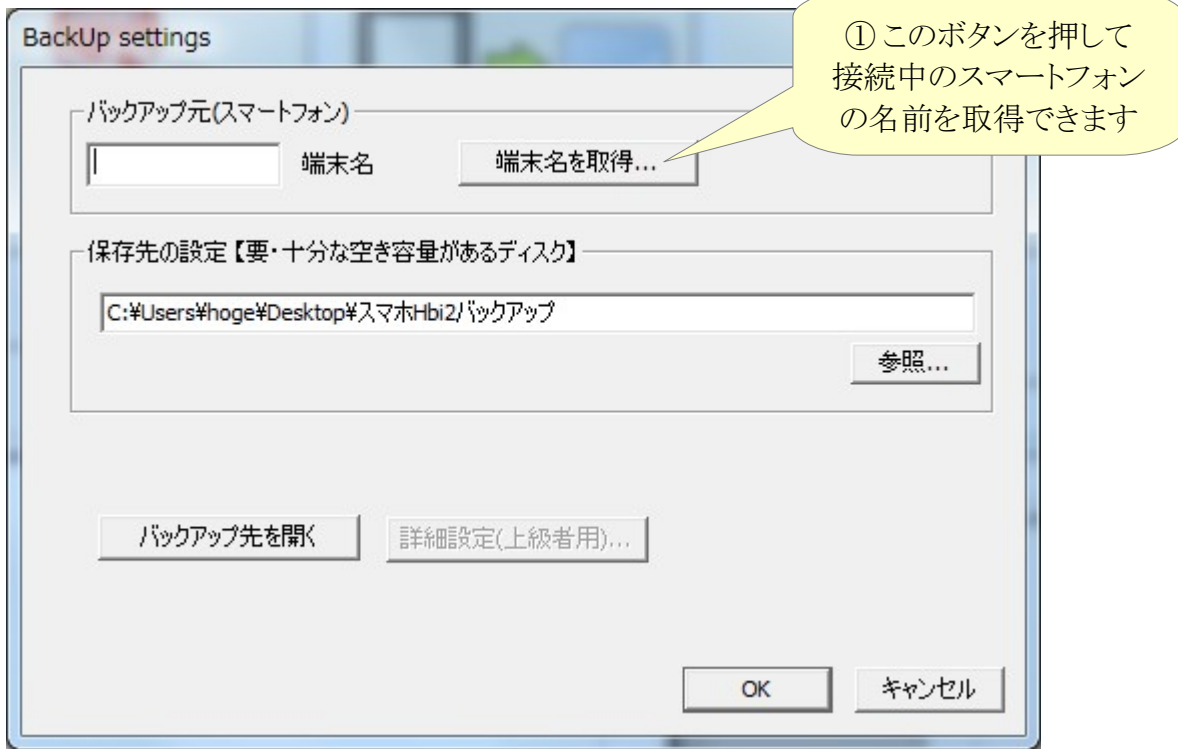 BackUp settings
①このボタンを押して
接続中のスマートフォン
の名前を取得できます
バックアップ元(スマートフォン)
端末名
端末名を取得...
保存先の設定【要・十分な空き容量があるディスク】
C:¥Users¥hoge¥Desktop¥スマホHbi2バックアップ
参照...
バックアップ先を開く
詳細設定(上級者用)...
OK
キャンセル